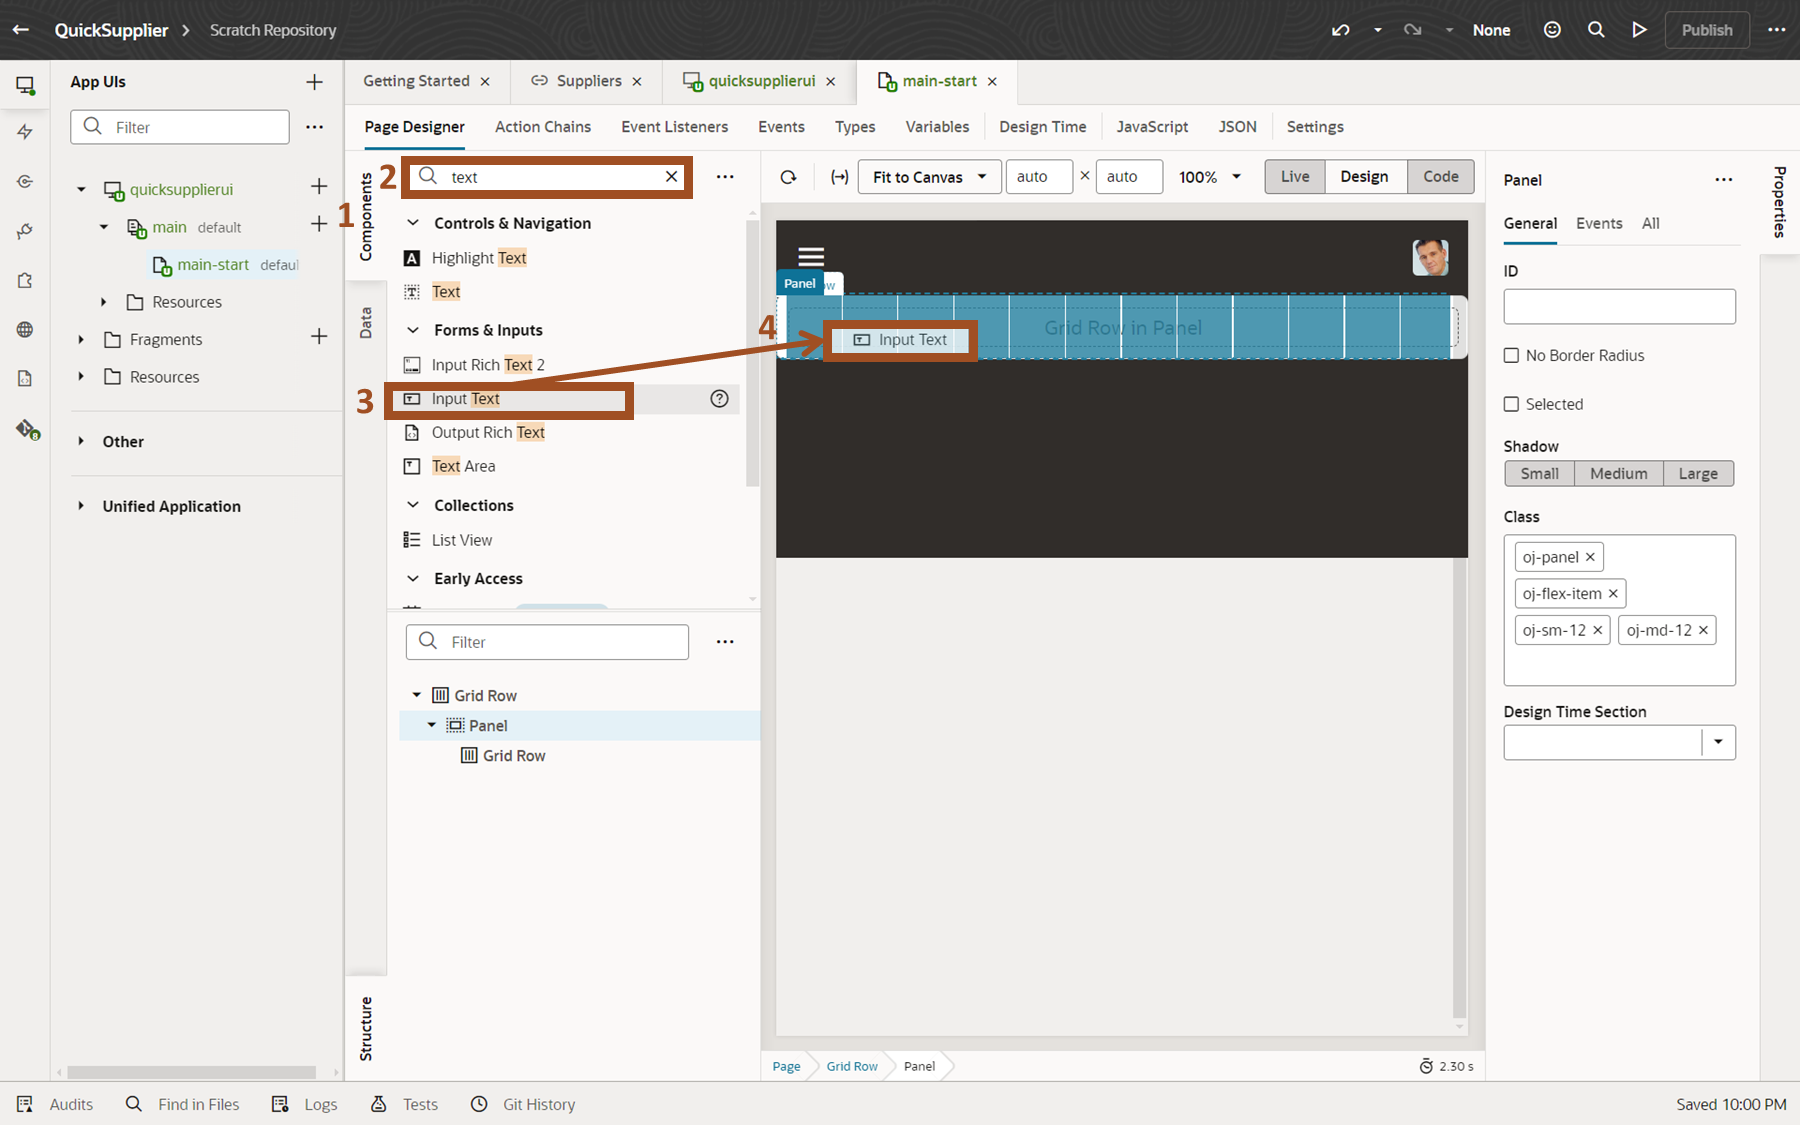 QuickSupplier > Scratch Repository
None
Publish
App UIs
Filter
quicksupplierui
main default
main-start defaul
Resources
Fragments
Resources
Other
Unified Application
Getting Started
Suppliers
quicksupplierui
main-start
Page Designer
Action Chains
Event Listeners
Events
Types
Variables
Design Time
JavaScript
JSON
Settings
1
Components
Data
Structure
2
text
Controls & Navigation
Highlight Text
Text
Forms & Inputs
Input Rich Text 2
3
Input Text
Output Rich Text
Text Area
Collections
List View
Early Access
Filter
Grid Row
Panel
Grid Row
Fit to Canvas
auto × auto
100%
Live
Design
Code
Panel
Grid Row in Panel
4
Input Text
Page
Grid Row
Panel
2.30 s
Panel
Properties
General
Events
All
ID
No Border Radius
Selected
Shadow
Small
Medium
Large
Class
oj-panel
oj-flex-item
oj-sm-12
oj-md-12
Design Time Section
Audits
Find in Files
Logs
Tests
Git History
Saved 10:00 PM